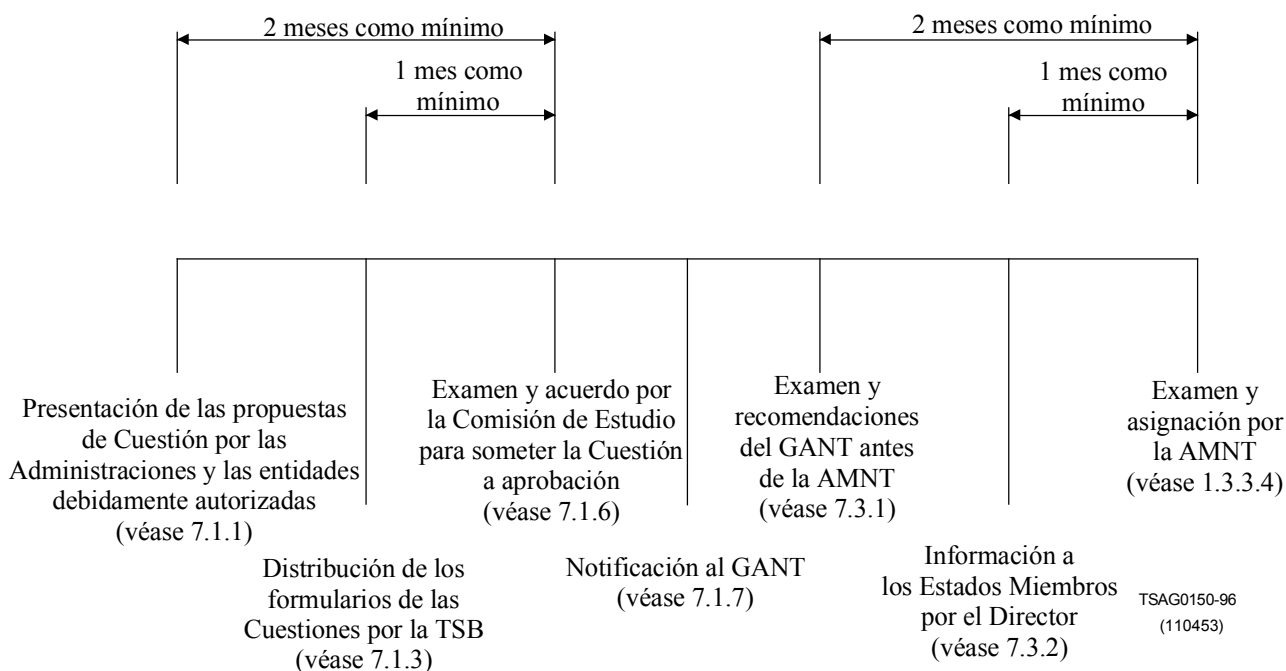 2 meses como mínimo
2 meses como mínimo
1 mes como
mínimo
1 mes como
mínimo
Presentación de las propuestas
de Cuestión por las
Administraciones y las entidades
debidamente autorizadas
(véase 7.1.1)
Distribución de los
formularios de las
Cuestiones por la TSB
(véase 7.1.3)
Examen y acuerdo por
la Comisión de Estudio
para someter la Cuestión
a aprobación
(véase 7.1.6)
Notificación al GANT
(véase 7.1.7)
Examen y
recomendaciones
del GANT antes
de la AMNT
(véase 7.3.1)
Información a
los Estados Miembros
por el Director
(véase 7.3.2)
Examen y
asignación por
la AMNT
(véase 1.3.3.4)
TSAG0150-96
(110453)